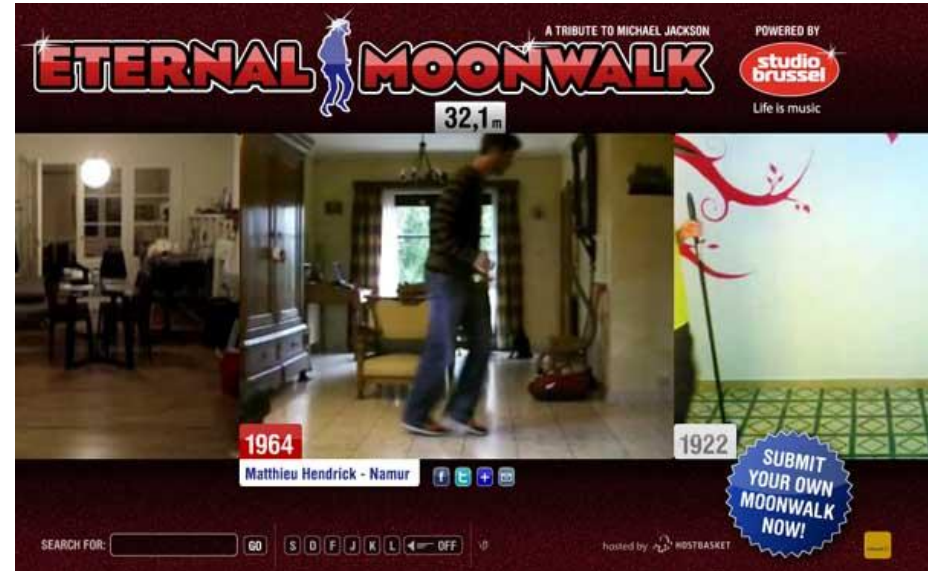 A TRIBUTE TO MICHAEL JACKSON
POWERED BY
ETERNAL MOONWALK
studio
brussel
Life is music
32,1 m
1964
1922
Matthieu Hendrick - Namur
SUBMIT
YOUR OWN
MOONWALK
NOW!
SEARCH FOR:
GO
S D F J K L OFF
hosted by HOSTBASKET